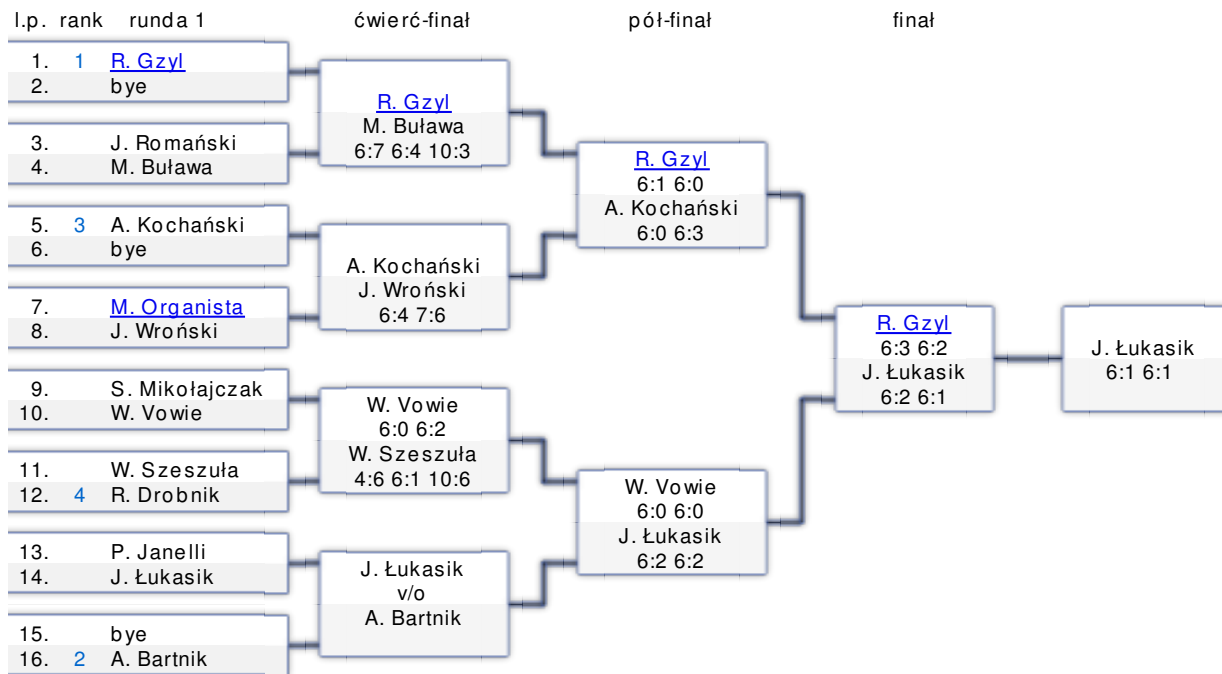 l.p. rank runda 1 ćwierć-finał pół-finał finał
1. 1 R. Gzyl
2. bye
3. J. Romański
4. M. Buława
5. 3 A. Kochański
6. bye
7. M. Organista
8. J. Wroński
9. S. Mikołajczak
10. W. Vowie
11. W. Szeszuła
12. 4 R. Drobnik
13. P. Janelli
14. J. Łukasik
15. bye
16. 2 A. Bartnik
R. Gzyl
M. Buława
6:7 6:4 10:3
A. Kochański
J. Wroński
6:4 7:6
W. Vowie
6:0 6:2
W. Szeszuła
4:6 6:1 10:6
J. Łukasik
v/o
A. Bartnik
R. Gzyl
6:1 6:0
A. Kochański
6:0 6:3
W. Vowie
6:0 6:0
J. Łukasik
6:2 6:2
R. Gzyl
6:3 6:2
J. Łukasik
6:2 6:1
J. Łukasik
6:1 6:1